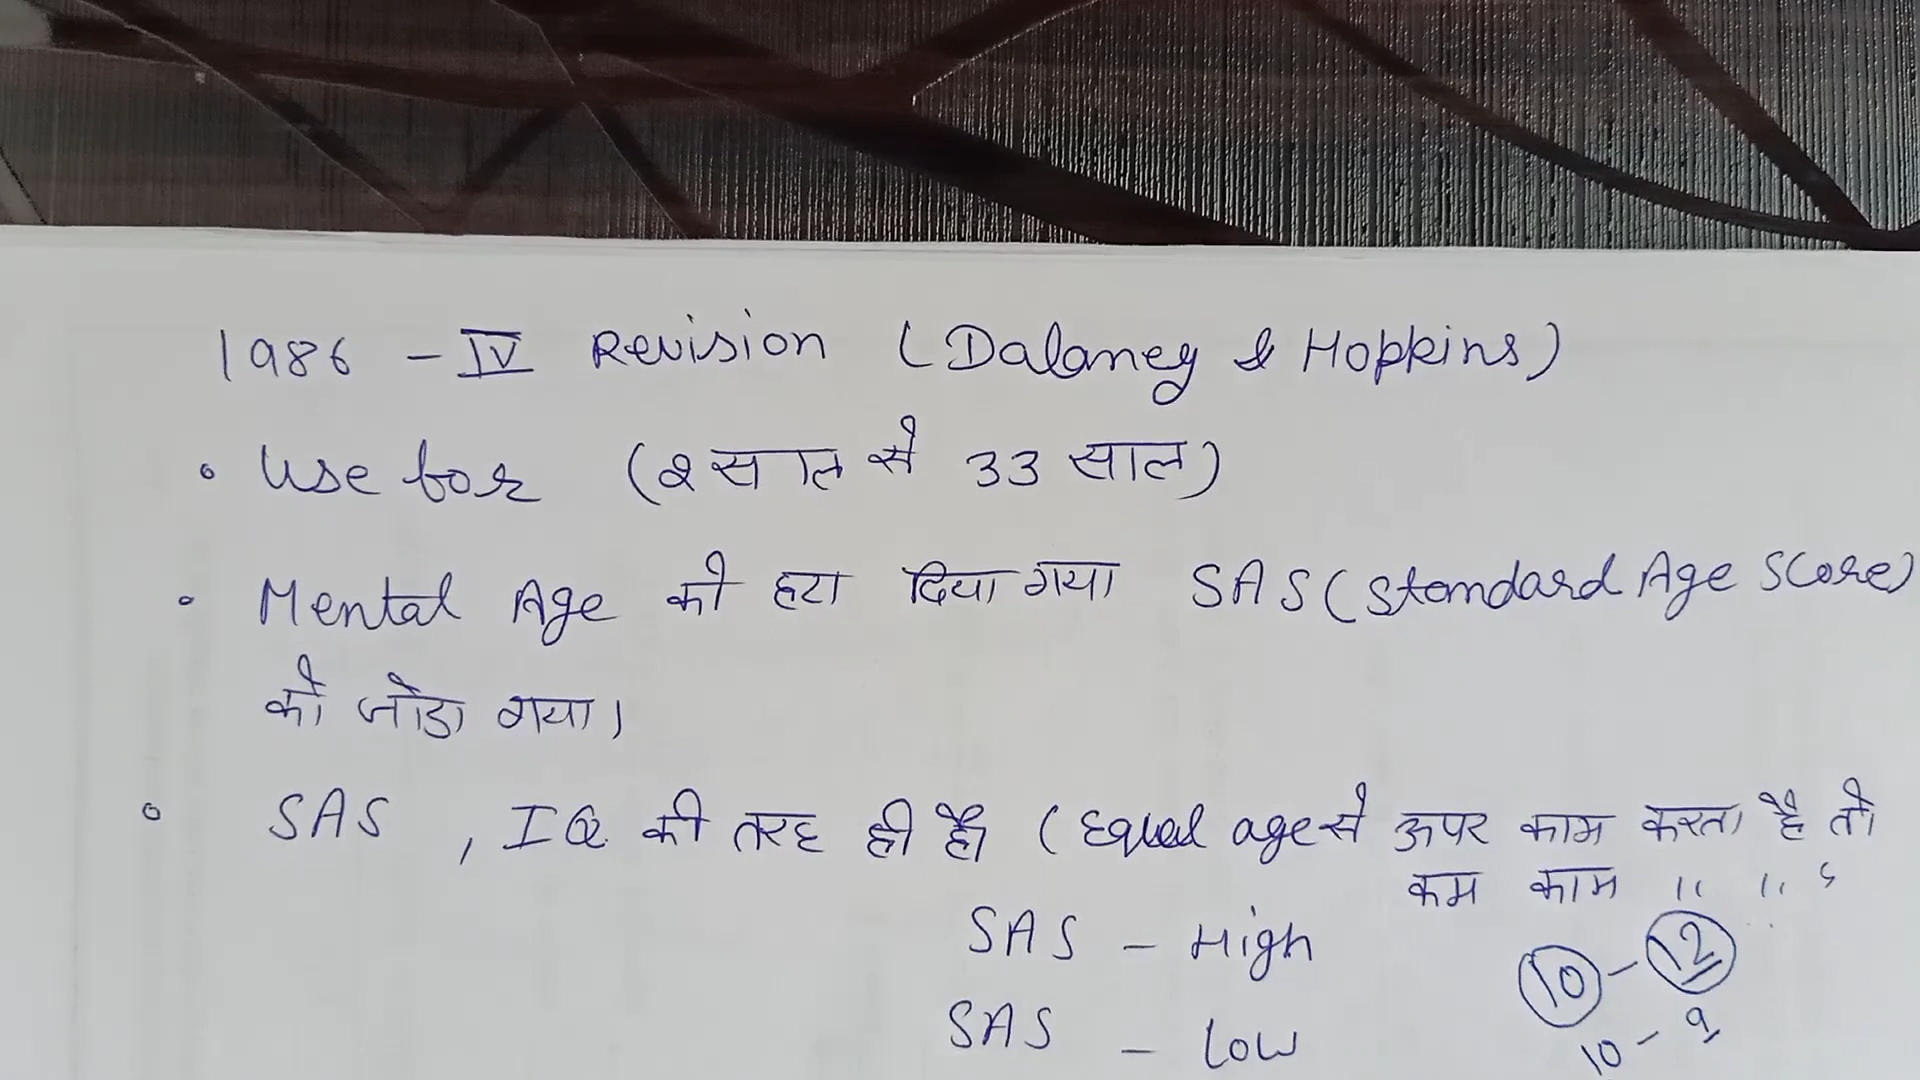 1986 - IV Revision (Dalaney & Hopkins)
• Use for (२ साल से 33 साल)
• Mental Age को हटा दिया गया SAS (Standard Age Score)
को जोडा गया।
• SAS, IQ की तरह ही है। (Equal age से ऊपर काम करता है तो
कम काम " " "
SAS - High
10 - 12
SAS - Low
10 - 9